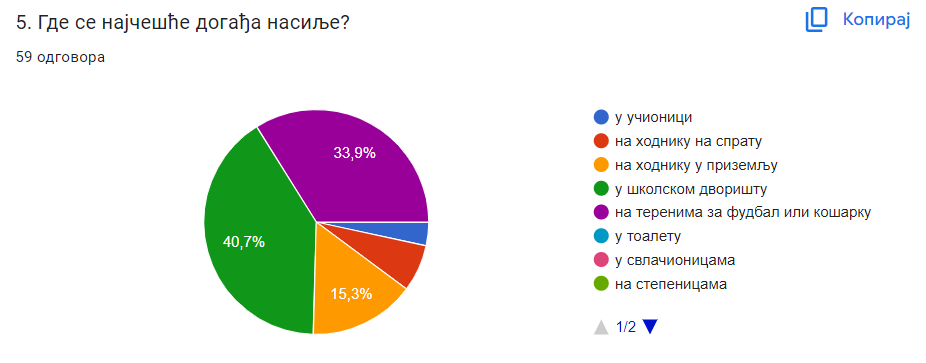 5. Где се најчешће догађа насиље?
Копирај
59 одговора
33,9%
40,7%
15,3%
у учионици
на ходнику на спрату
на ходнику у приземљу
у школском дворишту
на теренима за фудбал или кошарку
у тоалету
у свлачионицама
на степеницама
1/2